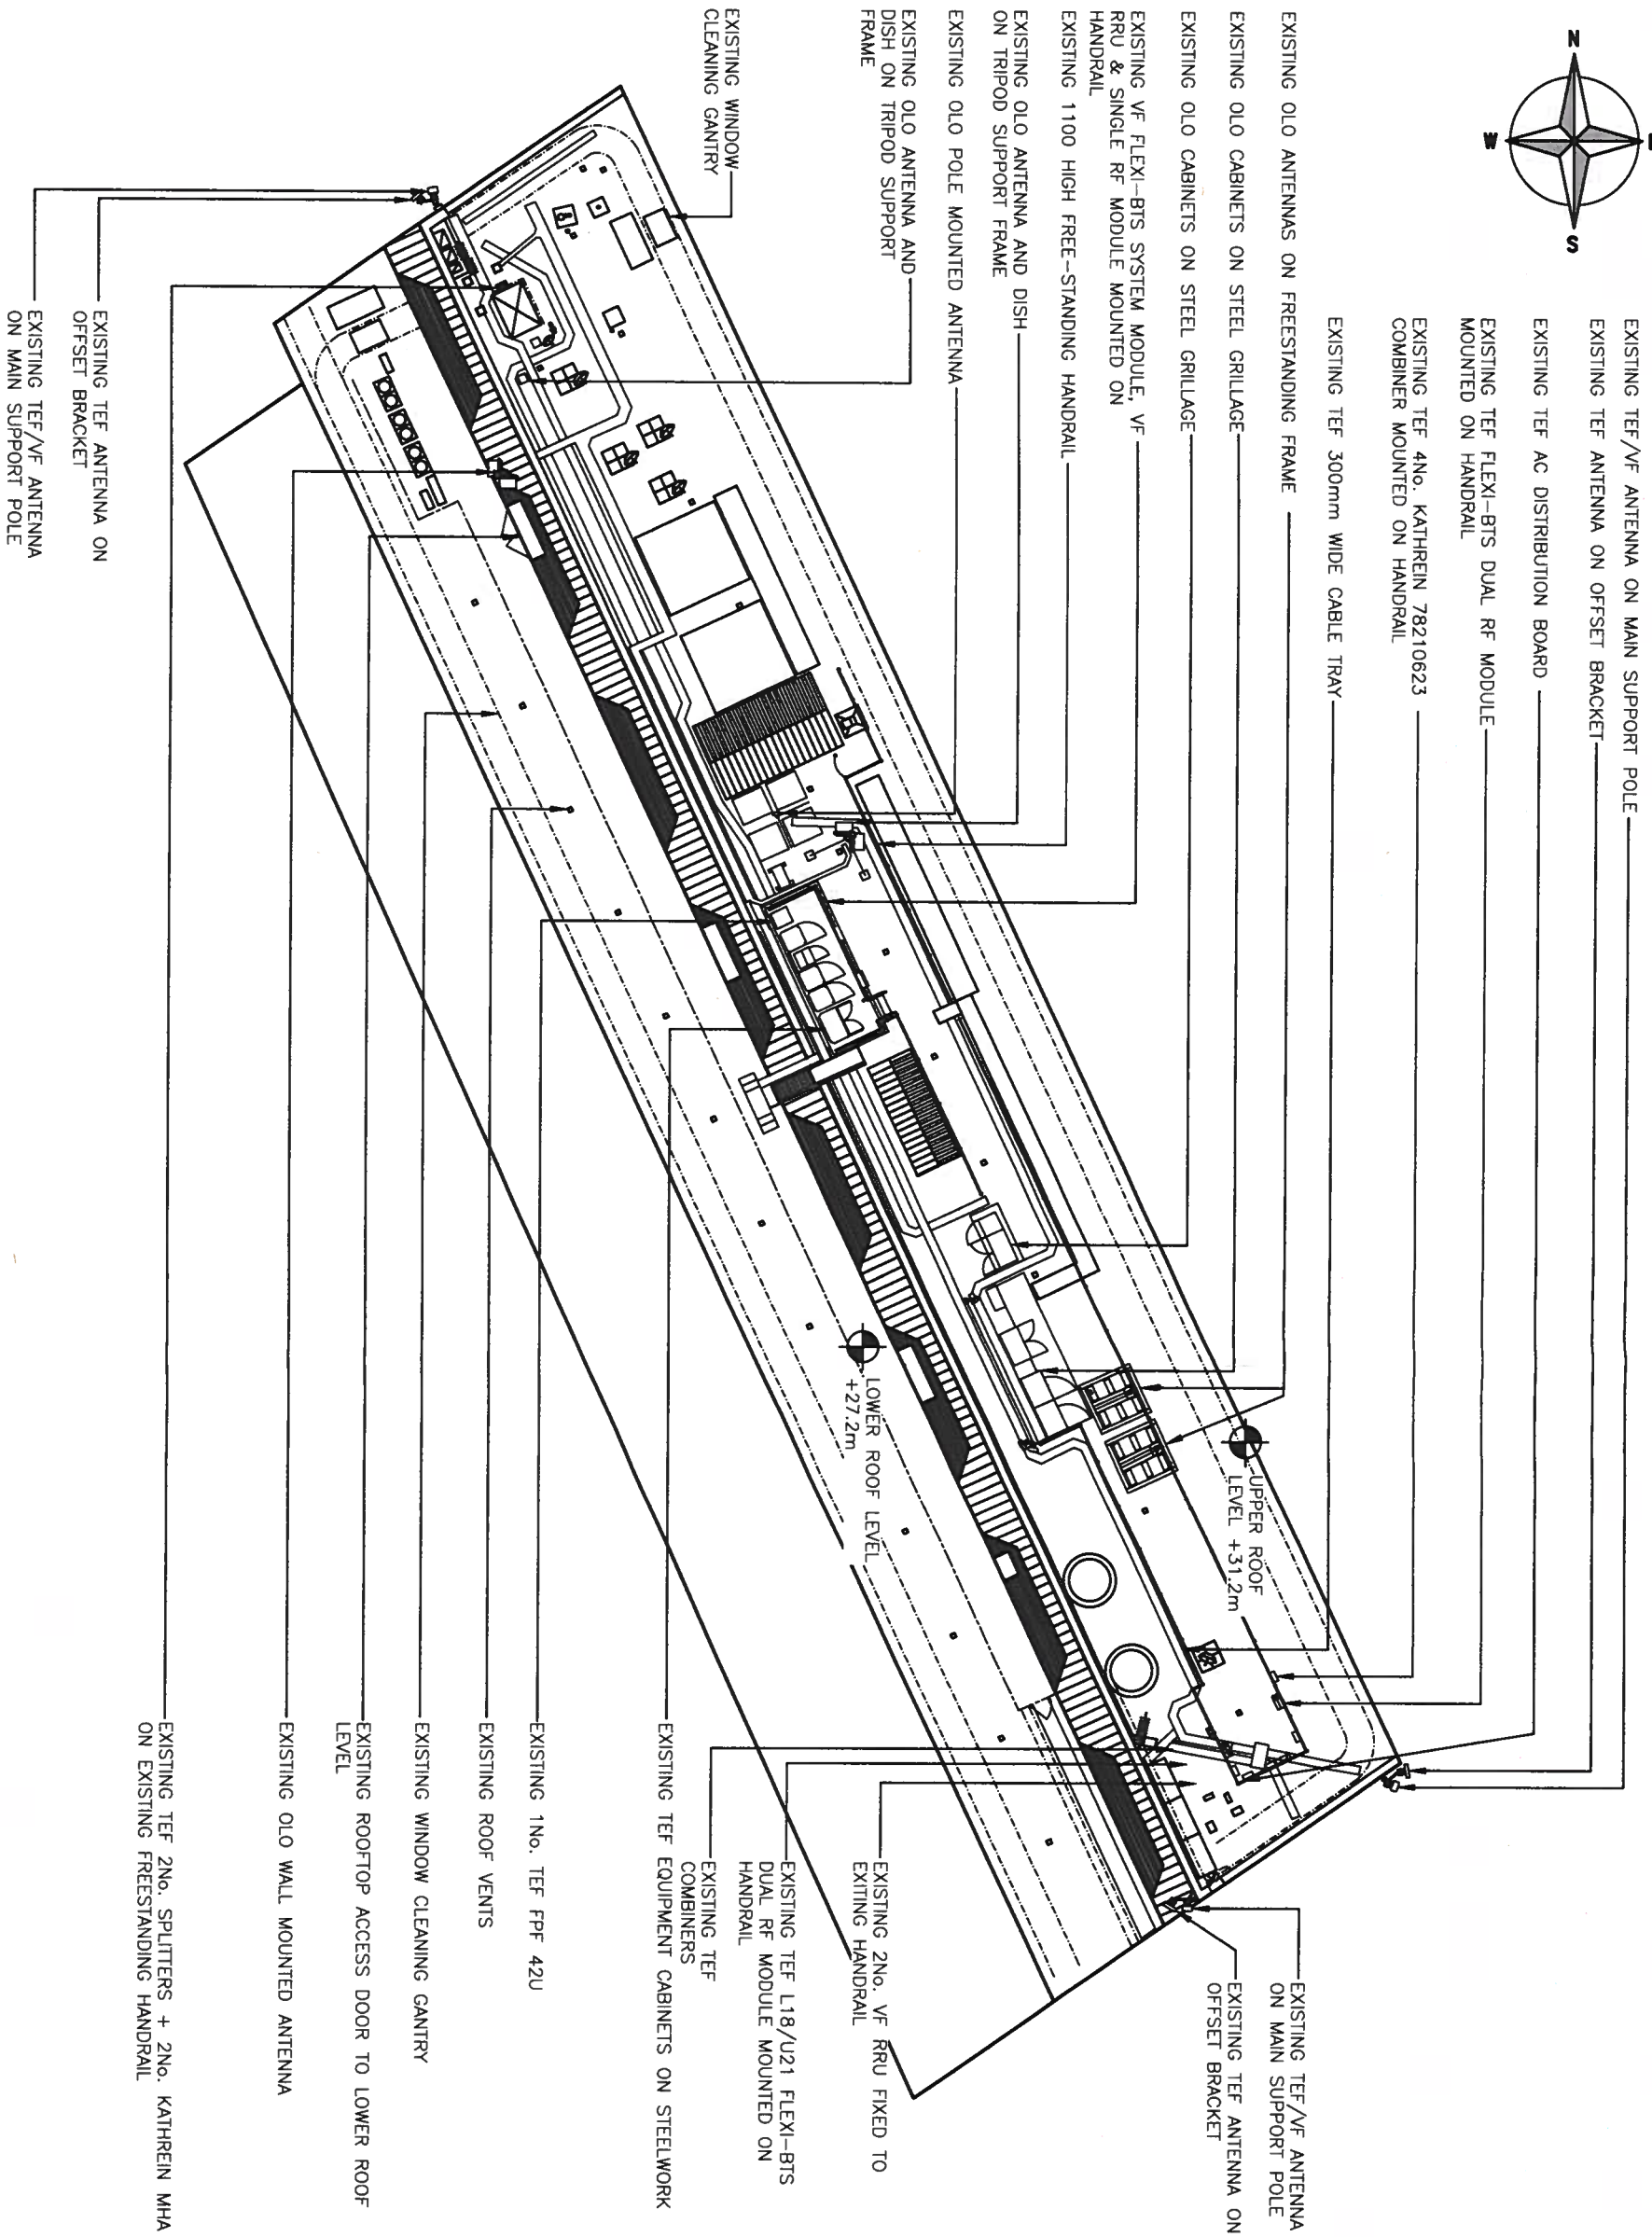 N
W
S
EXISTING TEF/VF ANTENNA ON MAIN SUPPORT POLE
EXISTING TEF ANTENNA ON OFFSET BRACKET
EXISTING TEF AC DISTRIBUTION BOARD
EXISTING TEF FLEXI-BTS DUAL RF MODULE
MOUNTED ON HANDRAIL
EXISTING TEF 4No. KATHREIN 78210623
COMBINER MOUNTED ON HANDRAIL
EXISTING TEF 300mm WIDE CABLE TRAY
EXISTING OLO ANTENNAS ON FREESTANDING FRAME
EXISTING OLO CABINETS ON STEEL GRILLAGE
EXISTING OLO CABINETS ON STEEL GRILLAGE
EXISTING VF FLEXI-BTS SYSTEM MODULE, VF
RRU & SINGLE RF MODULE MOUNTED ON
HANDRAIL
EXISTING 1100 HIGH FREE-STANDING HANDRAIL
EXISTING OLO ANTENNA AND DISH
ON TRIPOD SUPPORT FRAME
EXISTING OLO POLE MOUNTED ANTENNA
EXISTING OLO ANTENNA AND
DISH ON TRIPOD SUPPORT
FRAME
EXISTING WINDOW
CLEANING GANTRY
UPPER ROOF
LEVEL +31.2m
LOWER ROOF LEVEL
+27.2m
EXISTING TEF ANTENNA ON
OFFSET BRACKET
EXISTING TEF/VF ANTENNA
ON MAIN SUPPORT POLE
EXISTING TEF/VF ANTENNA
ON MAIN SUPPORT POLE
EXISTING TEF ANTENNA ON
OFFSET BRACKET
EXISTING 2No. VF RRU FIXED TO
EXITING HANDRAIL
EXISTING TEF L18/U21 FLEXI-BTS
DUAL RF MODULE MOUNTED ON
HANDRAIL
EXISTING TEF
COMBINERS
EXISTING TEF EQUIPMENT CABINETS ON STEELWORK
EXISTING 1No. TEF FPF 42U
EXISTING ROOF VENTS
EXISTING WINDOW CLEANING GANTRY
EXISTING ROOFTOP ACCESS DOOR TO LOWER ROOF
LEVEL
EXISTING OLO WALL MOUNTED ANTENNA
EXISTING TEF 2No. SPLITTERS + 2No. KATHREIN MHA
ON EXISTING FREESTANDING HANDRAIL